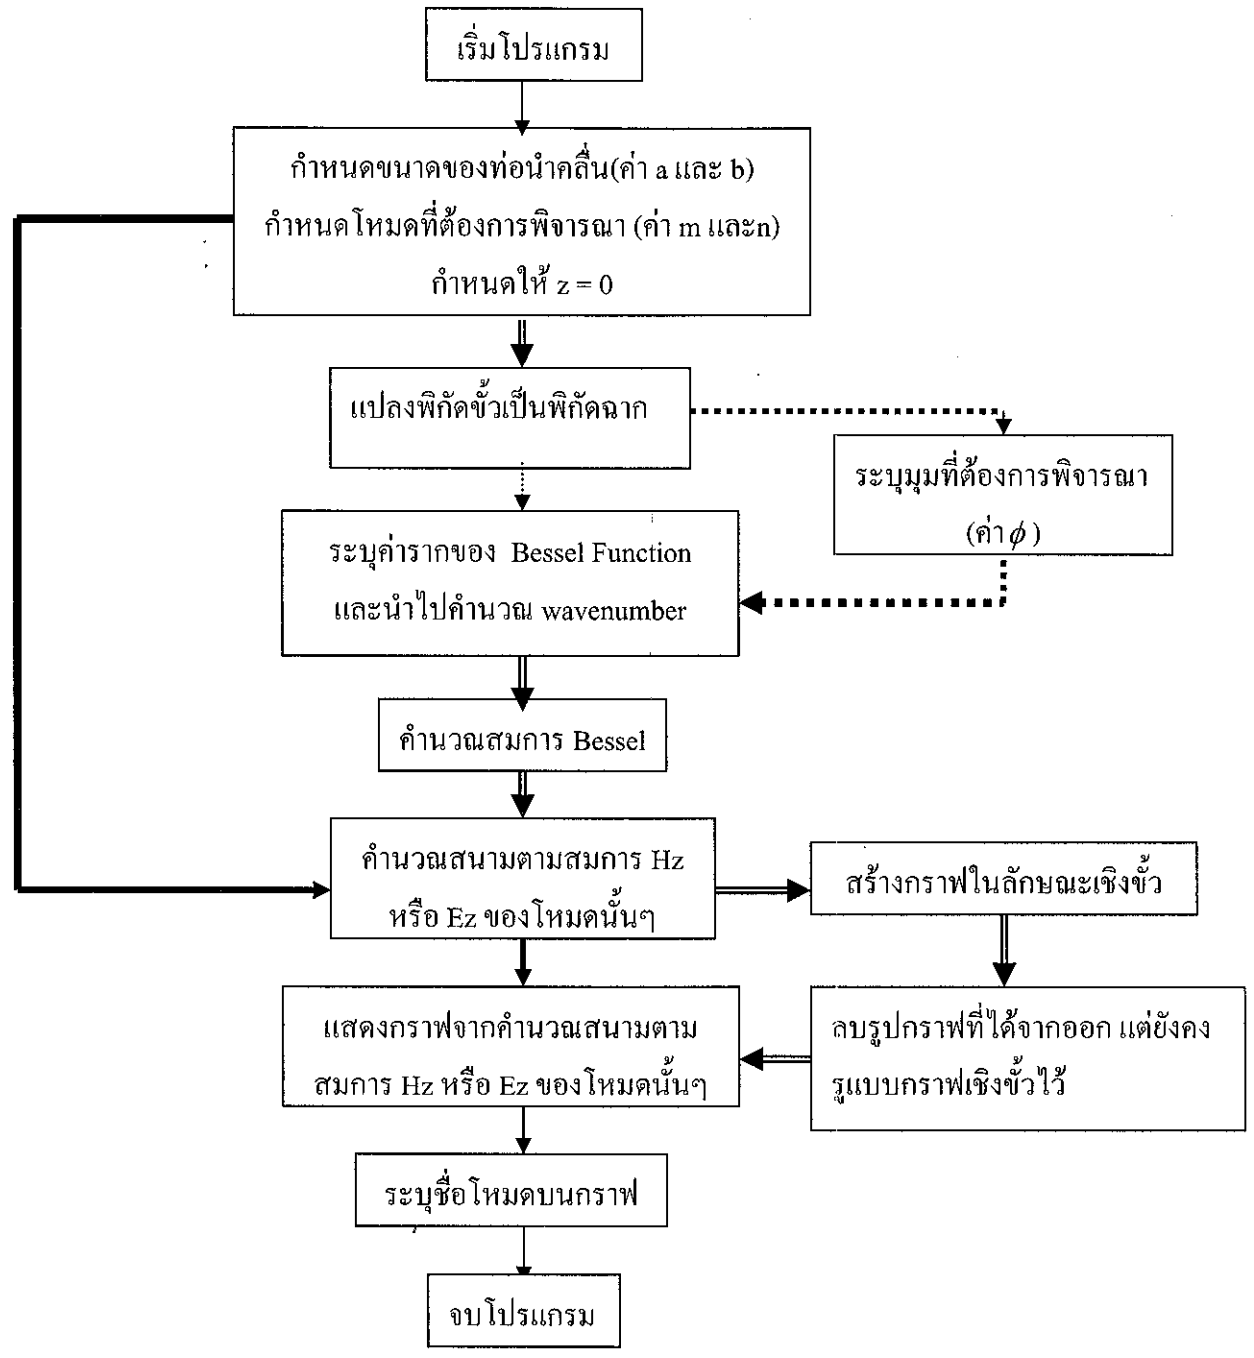 เริ่มโปรแกรม
กำหนดขนาดของท่อนำคลื่น(ค่า a และ b)
กำหนดโหมดที่ต้องการพิจารณา (ค่า m และn)
กำหนดให้ z = 0
แปลงพิกัดขั้วเป็นพิกัดฉาก
ระบุมุมที่ต้องการพิจารณา
(ค่า ϕ )
ระบุค่ารากของ Bessel Function
และนำไปคำนวณ wavenumber
คำนวณสมการ Bessel
คำนวณสนามตามสมการ Hz
หรือ Ez ของโหมดนั้นๆ
สร้างกราฟในลักษณะเชิงขั้ว
ลบรูปกราฟที่ได้จากออก แต่ยังคง
รูแบบกราฟเชิงขั้วไว้
แสดงกราฟจากคำนวณสนามตาม
สมการ Hz หรือ Ez ของโหมดนั้นๆ
ระบุชื่อโหมดบนกราฟ
จบโปรแกรม